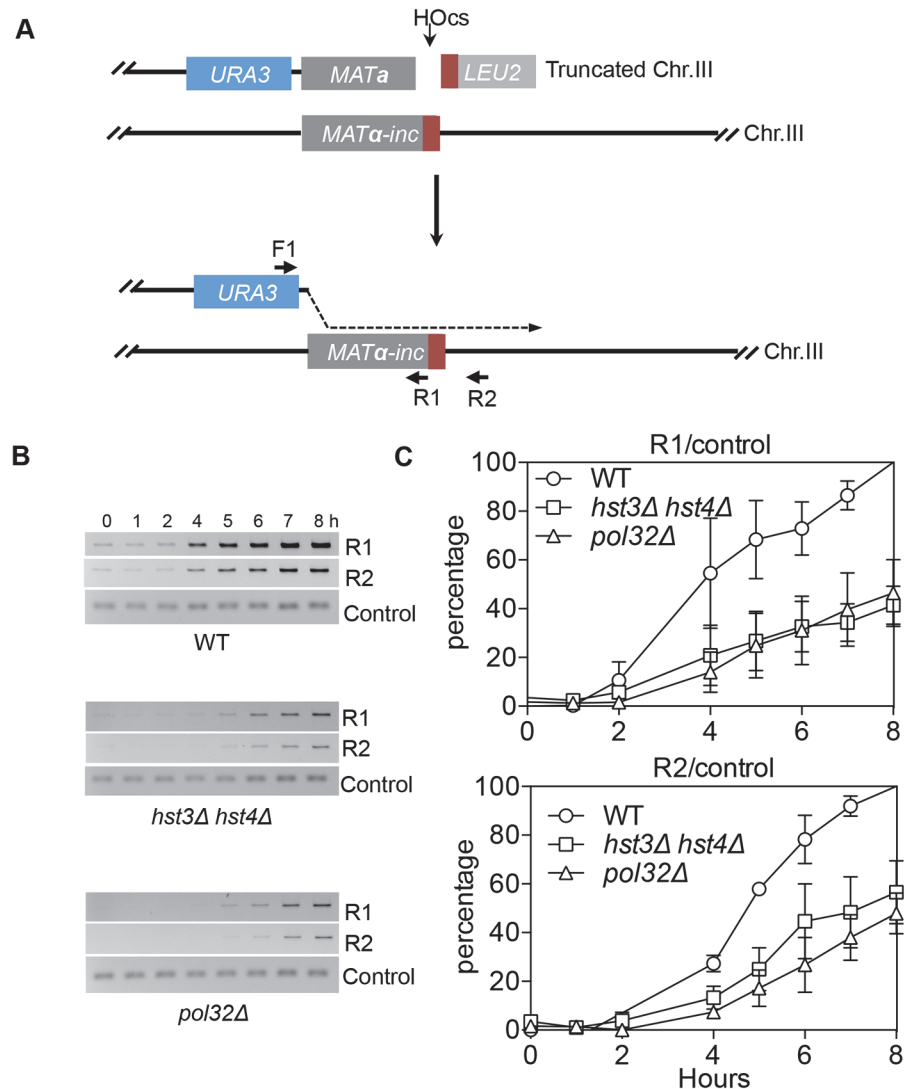 A
HOcs
URA3 MATa LEU2 Truncated Chr.III
MATα-inc Chr.III
F1
URA3
MATα-inc Chr.III
R1 R2
B
0 1 2 4 5 6 7 8 h
R1
R2
Control
WT
R1
R2
Control
hst3Δ hst4Δ
R1
R2
Control
pol32Δ
C
R1/control
percentage
100
80
60
40
20
0
WT
hst3Δ hst4Δ
pol32Δ
0 2 4 6 8
R2/control
percentage
100
80
60
40
20
0
WT
hst3Δ hst4Δ
pol32Δ
0 2 4 6 8
Hours